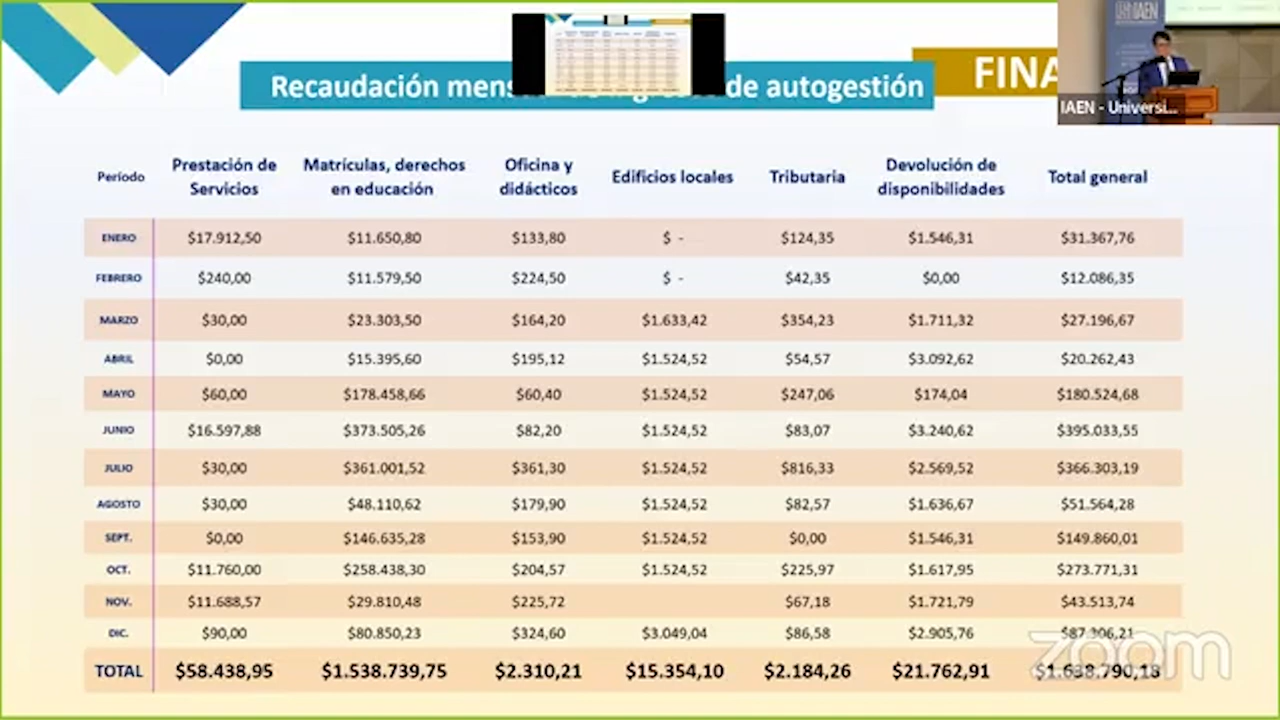 Recaudación de autogestión
FINA
IAEN
IAEN - Universi...
Período Prestación de Servicios Matrículas, derechos en educación Oficina y didácticos Edificios locales Tributaria Devolución de disponibilidades Total general
ENERO $17.912,50 $11.650,80 $133,80 $ - $124,35 $1.546,31 $31.367,76
FEBRERO $240,00 $11.579,50 $224,50 $ - $42,35 $0,00 $12.086,35
MARZO $30,00 $23.303,50 $164,20 $1.633,42 $354,23 $1.711,32 $27.196,67
ABRIL $0,00 $15.395,60 $195,12 $1.524,52 $54,57 $3.092,62 $20.262,43
MAYO $60,00 $178.458,66 $60,40 $1.524,52 $247,06 $174,04 $180.524,68
JUNIO $16.597,88 $373.505,26 $82,20 $1.524,52 $83,07 $3.240,62 $395.033,55
JULIO $30,00 $361.001,52 $361,30 $1.524,52 $816,33 $2.569,52 $366.303,19
AGOSTO $30,00 $48.110,62 $179,90 $1.524,52 $82,57 $1.636,67 $51.564,28
SEPT. $0,00 $146.635,28 $153,90 $1.524,52 $0,00 $1.546,31 $149.860,01
OCT. $11.760,00 $258.438,30 $204,57 $1.524,52 $225,97 $1.617,95 $273.771,31
NOV. $11.688,57 $29.810,48 $225,72 $67,18 $1.721,79 $43.513,74
DIC. $90,00 $80.850,23 $324,60 $3.049,04 $86,58 $2.905,76 $87.306,21
TOTAL $58.438,95 $1.538.739,75 $2.310,21 $15.354,10 $2.184,26 $21.762,91 $1.638.790,18
zoom